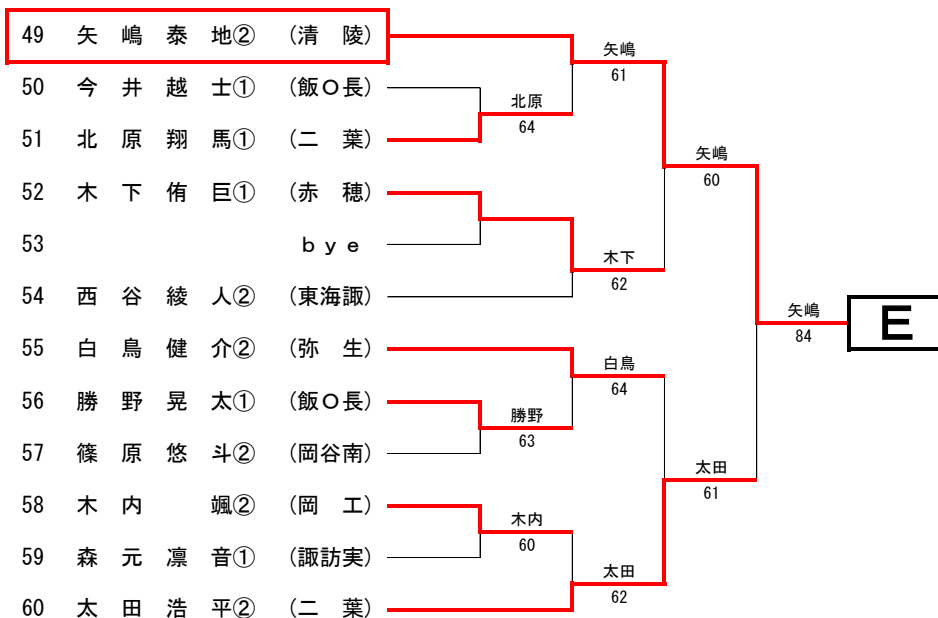 49 矢 嶋 泰 地② (清 陵)
50 今 井 越 士① (飯O長)
51 北 原 翔 馬① (二 葉)
52 木 下 侑 巨① (赤 穂)
53 bye
54 西 谷 綾 人② (東海諏)
55 白 鳥 健 介② (弥 生)
56 勝 野 晃 太① (飯O長)
57 篠 原 悠 斗② (岡谷南)
58 木 内 颯② (岡 工)
59 森 元 凛 音① (諏訪実)
60 太 田 浩 平② (二 葉)
北原
64
勝野
63
木内
60
矢嶋
61
木下
62
白鳥
64
太田
62
矢嶋
60
太田
61
矢嶋
84
E